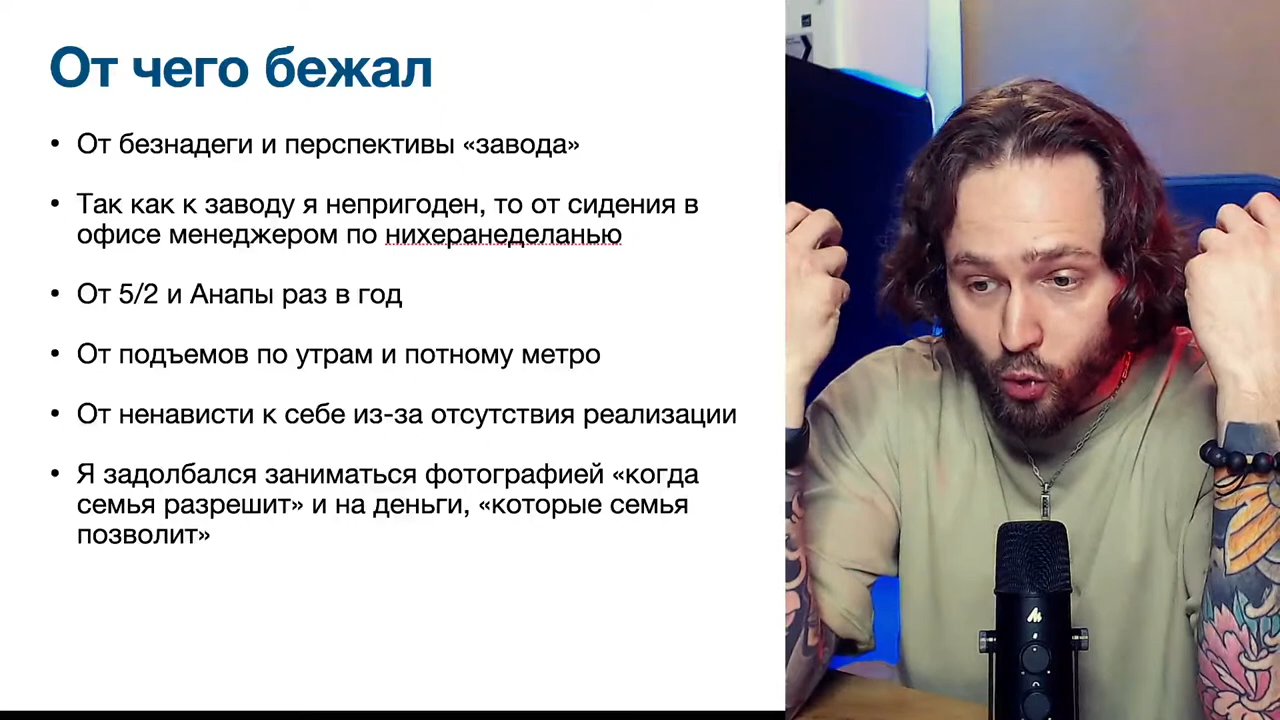 От чего бежал
• От безнадеги и перспективы «завода»
• Так как к заводу я непригоден, то от сидения в
офисе менеджером по нихеранеделанью
• От 5/2 и Анапы раз в год
• От подъемов по утрам и потному метро
• От ненависти к себе из-за отсутствия реализации
• Я задолбался заниматься фотографией «когда
семья разрешит» и на деньги, «которые семья
позволит»